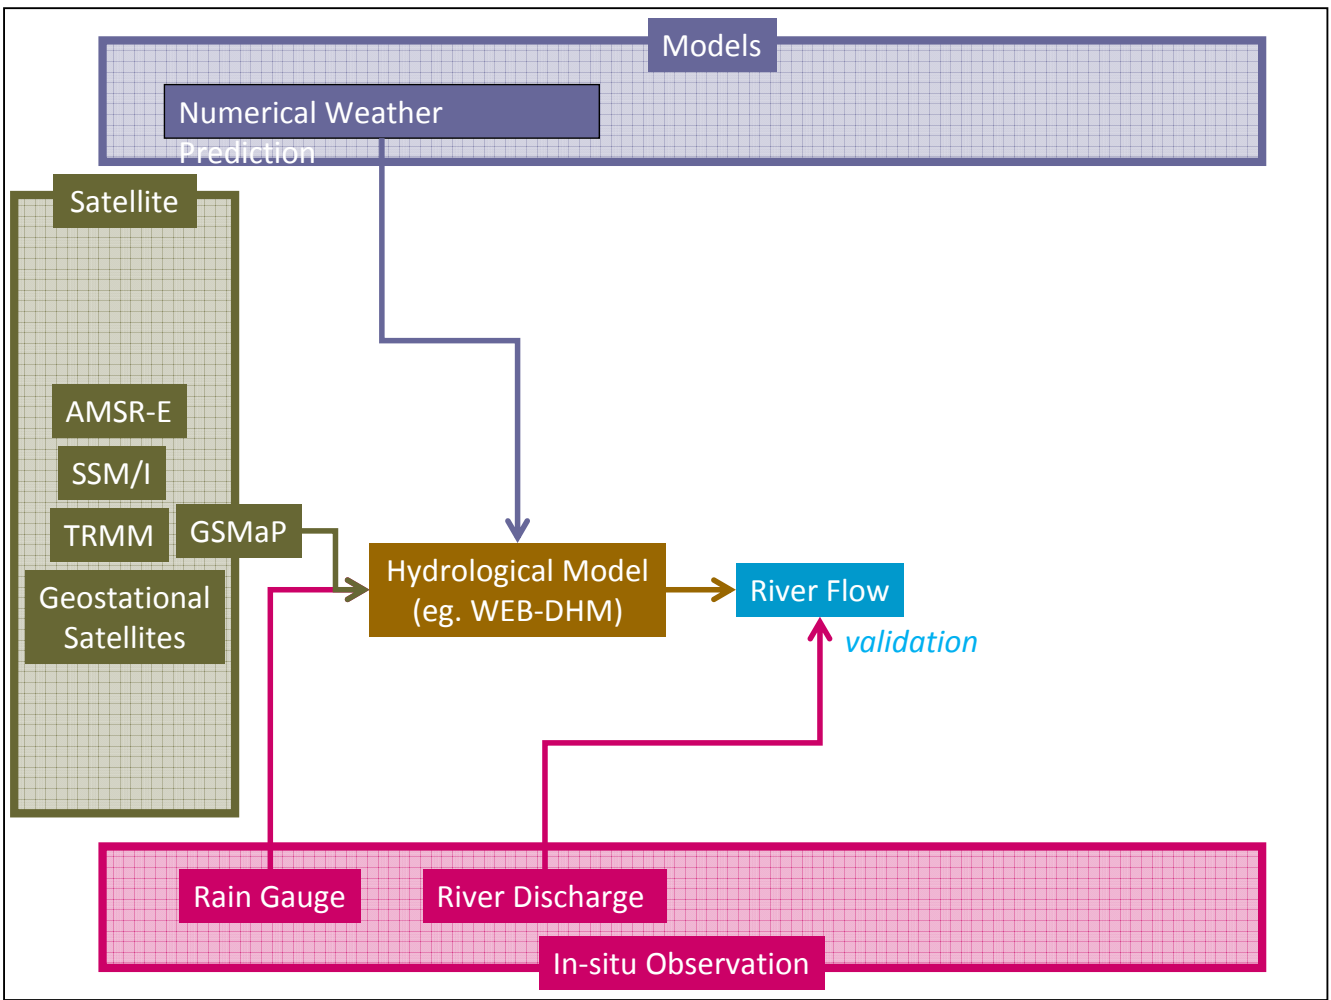 Models
Numerical Weather
Prediction
Satellite
AMSR-E
SSM/I
TRMM
GSMaP
Geostational
Satellites
Hydrological Model
(eg. WEB-DHM)
River Flow
validation
Rain Gauge
River Discharge
In-situ Observation